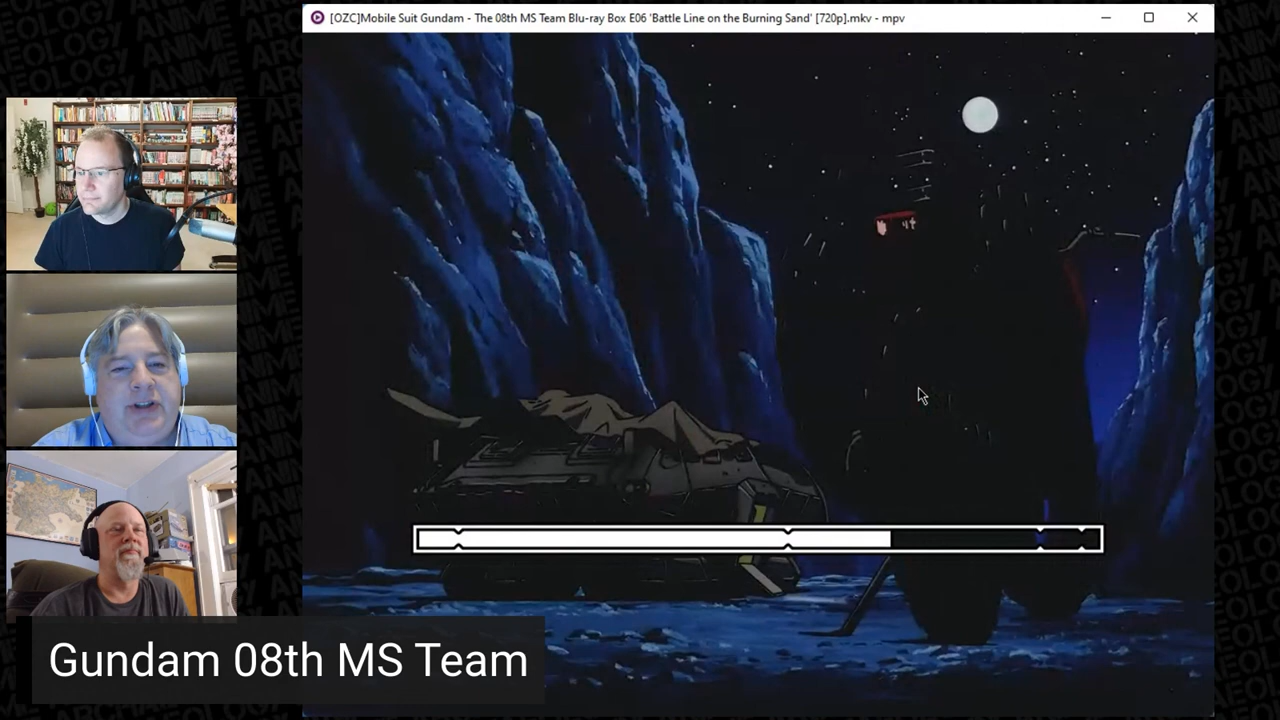 [OZC]Mobile Suit Gundam - The 08th MS Team Blu-ray Box E06 'Battle Line on the Burning Sand' [720p].mkv - mpv
Gundam 08th MS Team